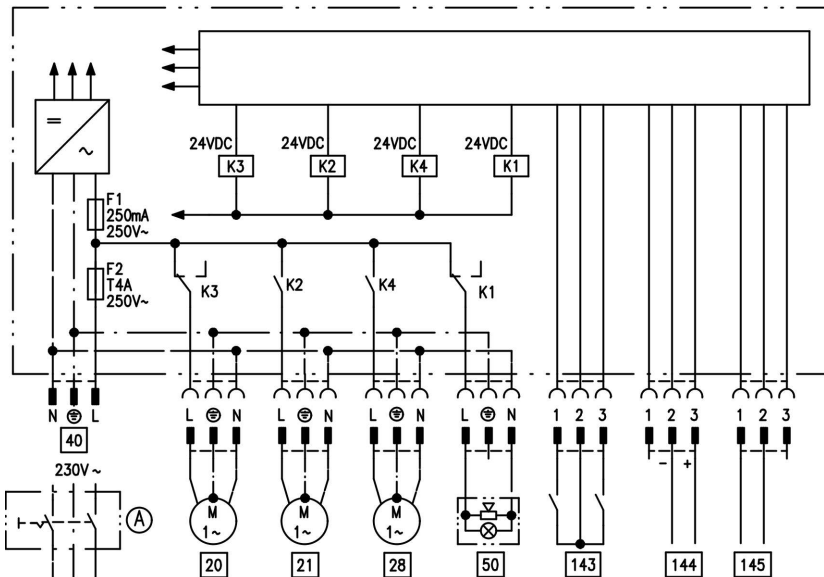 24VDC 24VDC 24VDC 24VDC
K3 K2 K4 K1
=
~
F1
250mA
250V~
F2
T4A
250V~
K3 K2 K4 K1
N L L N L N L N L N 1 2 3 1 2 3 1 2 3
40
- +
230V~
A
M M M
1~ 1~ 1~
20 21 28 50 143 144 145